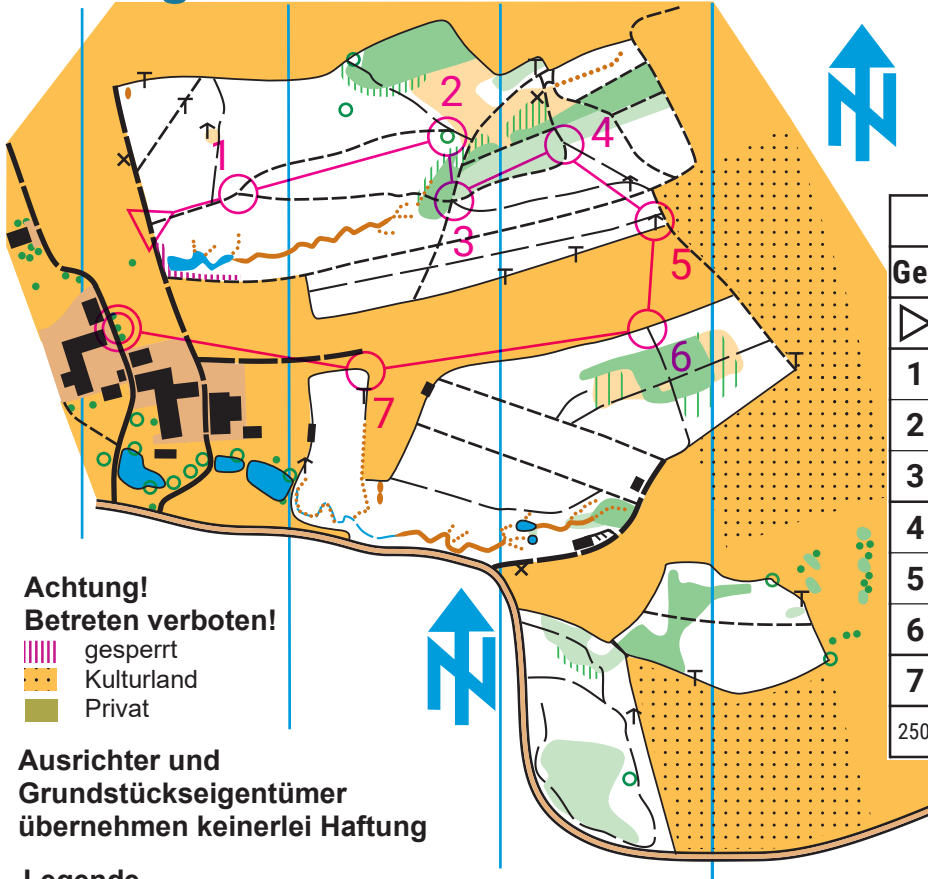 1
2
3
4
5
6
7
N
N
Achtung!
Betreten verboten!
gesperrt
Kulturland
Privat
Ausrichter und
Grundstückseigentümer
übernehmen keinerlei Haftung
Ge
1
2
3
4
5
6
7
250